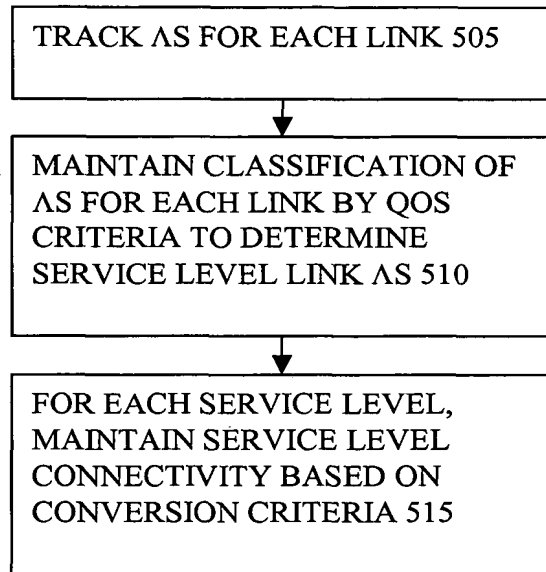 TRACK ΛS FOR EACH LINK 505
MAINTAIN CLASSIFICATION OF
ΛS FOR EACH LINK BY QOS
CRITERIA TO DETERMINE
SERVICE LEVEL LINK ΛS 510
FOR EACH SERVICE LEVEL,
MAINTAIN SERVICE LEVEL
CONNECTIVITY BASED ON
CONVERSION CRITERIA 515